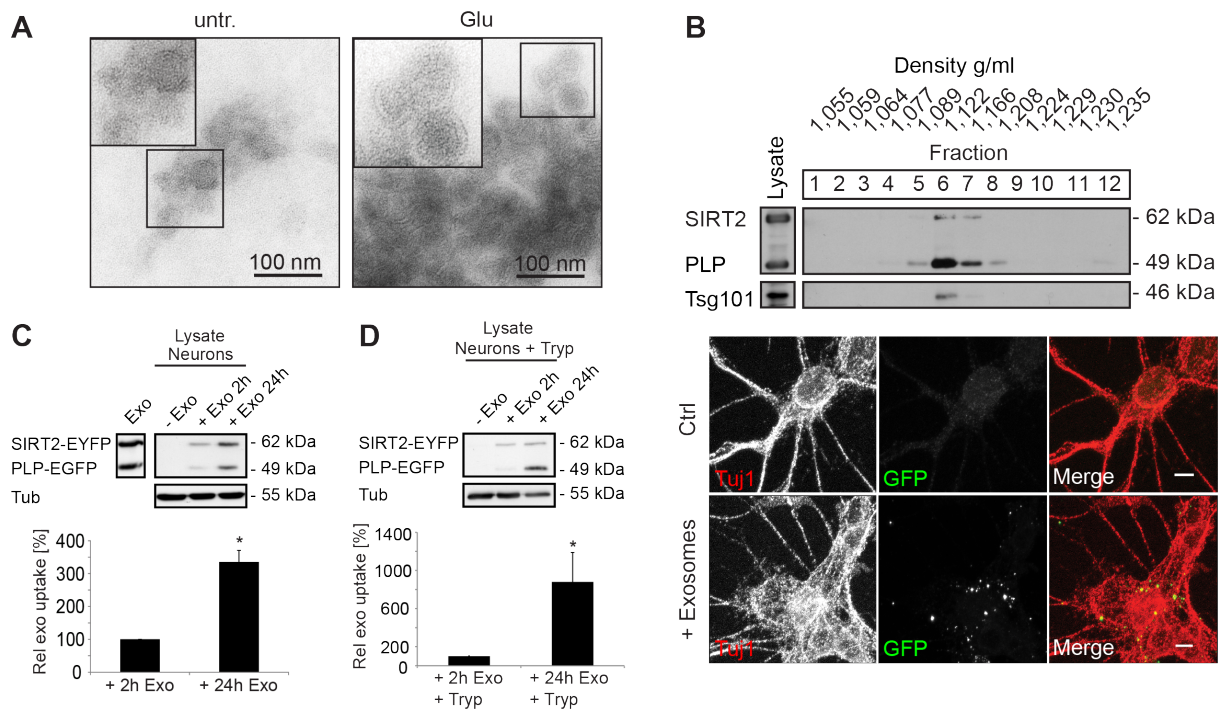 A
untr.
Glu
100 nm
100 nm
B
Density g/ml
1,055 1,059 1,064 1,077 1,089 1,122 1,166 1,208 1,224 1,229 1,230 1,235
Lysate
Fraction
1 2 3 4 5 6 7 8 9 10 11 12
SIRT2
- 62 kDa
PLP
- 49 kDa
Tsg101
- 46 kDa
C
Lysate
Neurons
Exo
- Exo
+ Exo 2h
+ Exo 24h
SIRT2-EYFP
- 62 kDa
PLP-EGFP
- 49 kDa
Tub
- 55 kDa
Rel exo uptake [%]
400
350
300
200
100
0
*
+ 2h Exo + 24h Exo
D
Lysate
Neurons + Tryp
- Exo
+ Exo 2h
+ Exo 24h
SIRT2-EYFP
- 62 kDa
PLP-EGFP
- 49 kDa
Tub
- 55 kDa
Rel exo uptake [%]
1400
1000
600
200
0
*
+ 2h Exo + 24h Exo
+ Tryp + Tryp
Ctrl
Tuj1 GFP Merge
+ Exosomes
Tuj1 GFP Merge